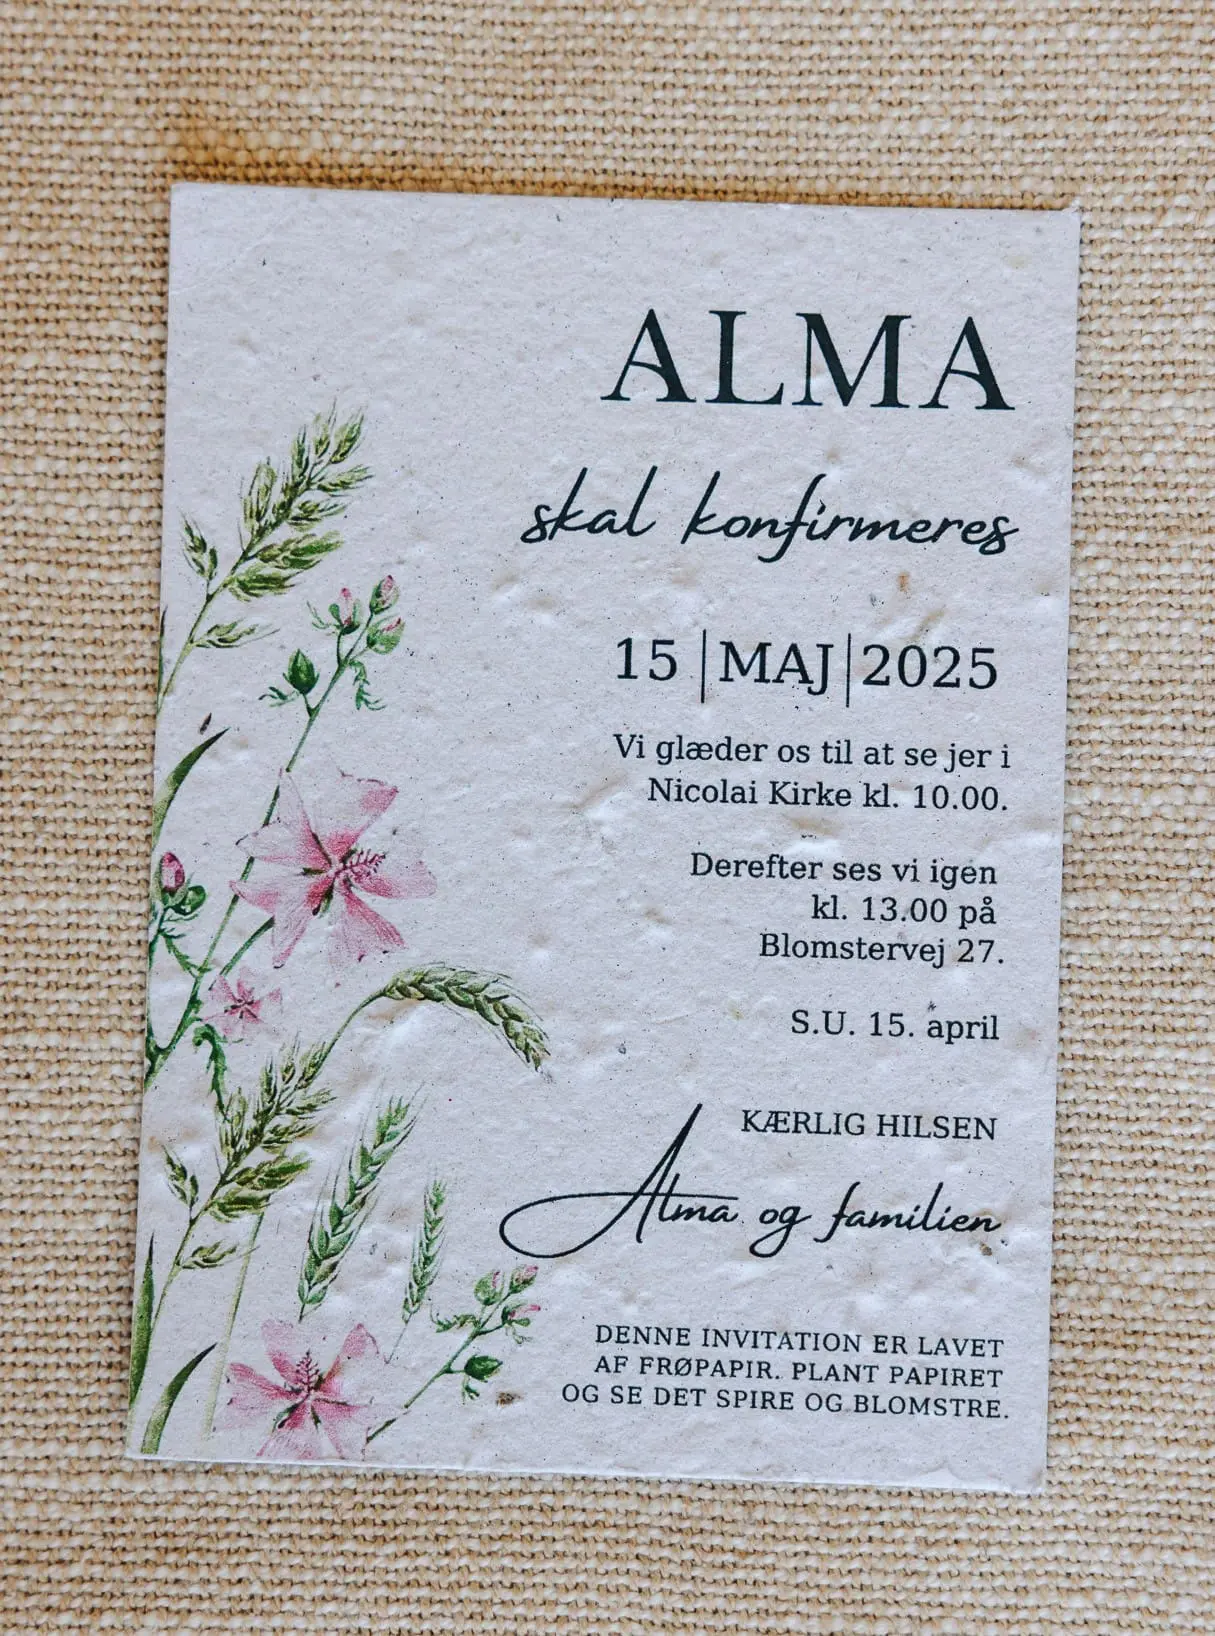 ALMA
skal konfirmeres
15 | MAJ | 2025
Vi glæder os til at se jer i
Nicolai Kirke kl. 10.00.
Derefter ses vi igen
kl. 13.00 på
Blomstervej 27.
S.U. 15. april
KÆRLIG HILSEN
Alma og familien
DENNE INVITATION ER LAVET
AF FRØPAPIR. PLANT PAPIRET
OG SE DET SPIRE OG BLOMSTRE.